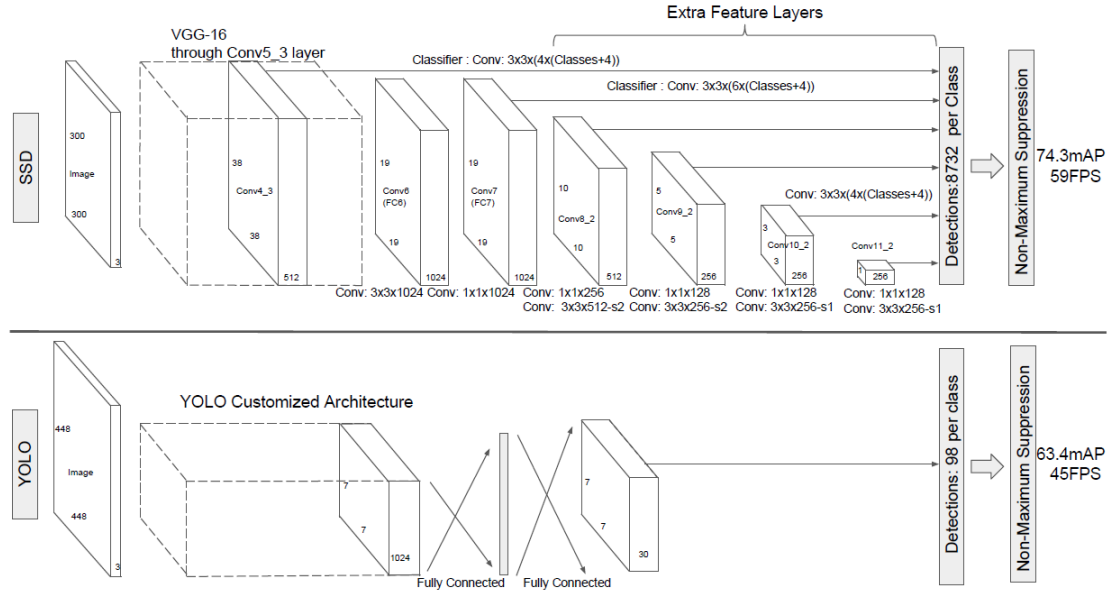 Extra Feature Layers
VGG-16
through Conv5_3 layer
Classifier : Conv: 3x3x(4x(Classes+4))
Classifier : Conv: 3x3x(6x(Classes+4))
SSD
300
Image
300
3
38
Conv4_3
38
512
19
Conv6
(FC6)
19
1024
19
Conv7
(FC7)
19
1024
10
Conv8_2
10
512
5
Conv9_2
5
256
Conv: 3x3x(4x(Classes+4))
3
Conv10_2
3
256
Conv11_2
1
256
Conv: 3x3x1024
Conv: 1x1x1024
Conv: 1x1x256
Conv: 3x3x512-s2
Conv: 1x1x128
Conv: 3x3x256-s2
Conv: 1x1x128
Conv: 3x3x256-s1
Conv: 1x1x128
Conv: 3x3x256-s1
Detections:8732 per Class
Non-Maximum Suppression
74.3mAP
59FPS
YOLO
448
Image
448
3
YOLO Customized Architecture
7
7
1024
Fully Connected
Fully Connected
7
7
30
Detections: 98 per class
Non-Maximum Suppression
63.4mAP
45FPS